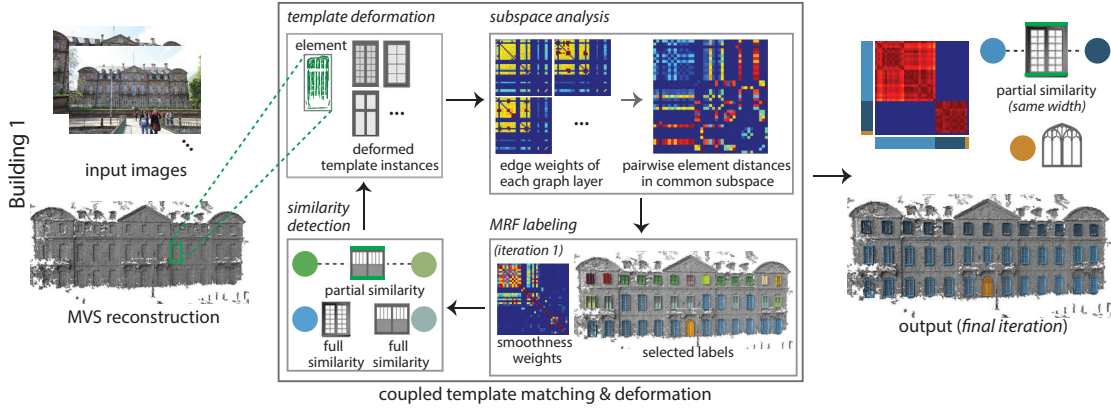 Building 1
input images
MVS reconstruction
template deformation
element
...
deformed
template instances
subspace analysis
...
edge weights of
each graph layer
pairwise element distances
in common subspace
similarity
detection
partial similarity
full
similarity
full
similarity
MRF labeling
(iteration 1)
smoothness
weights
selected labels
coupled template matching & deformation
partial similarity
(same width)
output (final iteration)